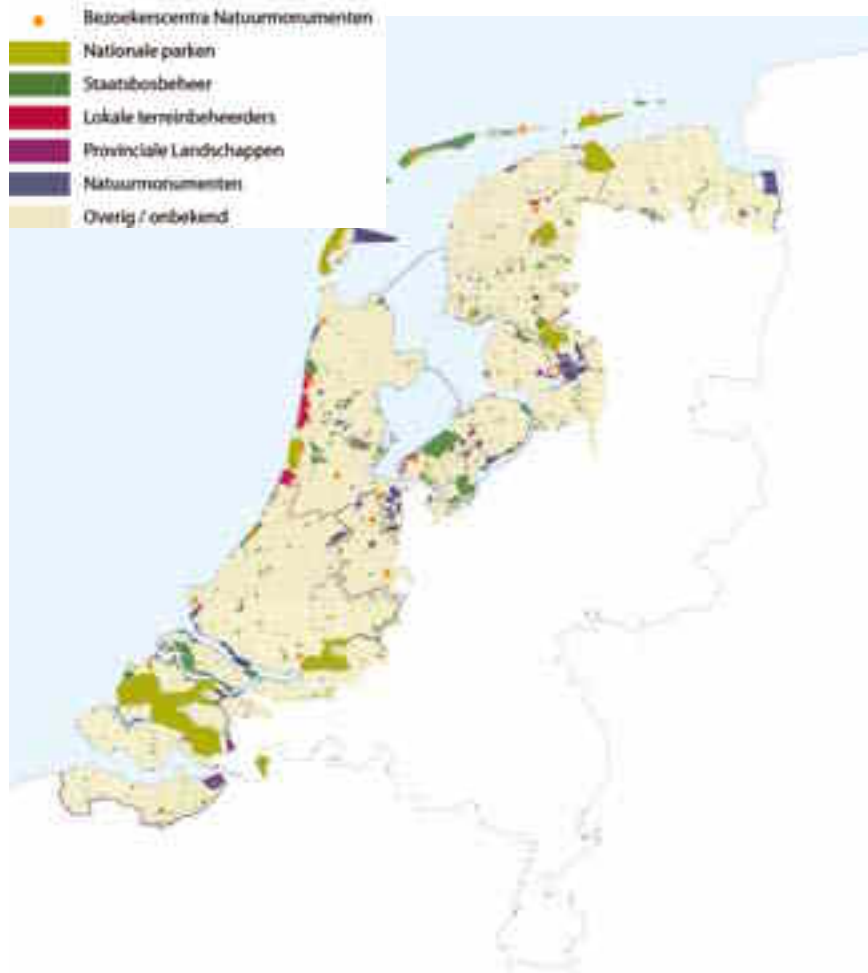 Bezoekerscentra Natuurmonumenten
Nationale parken
Staatsbosbeheer
Lokale terreinbeheerders
Provinciale Landschappen
Natuurmonumenten
Overig / onbekend